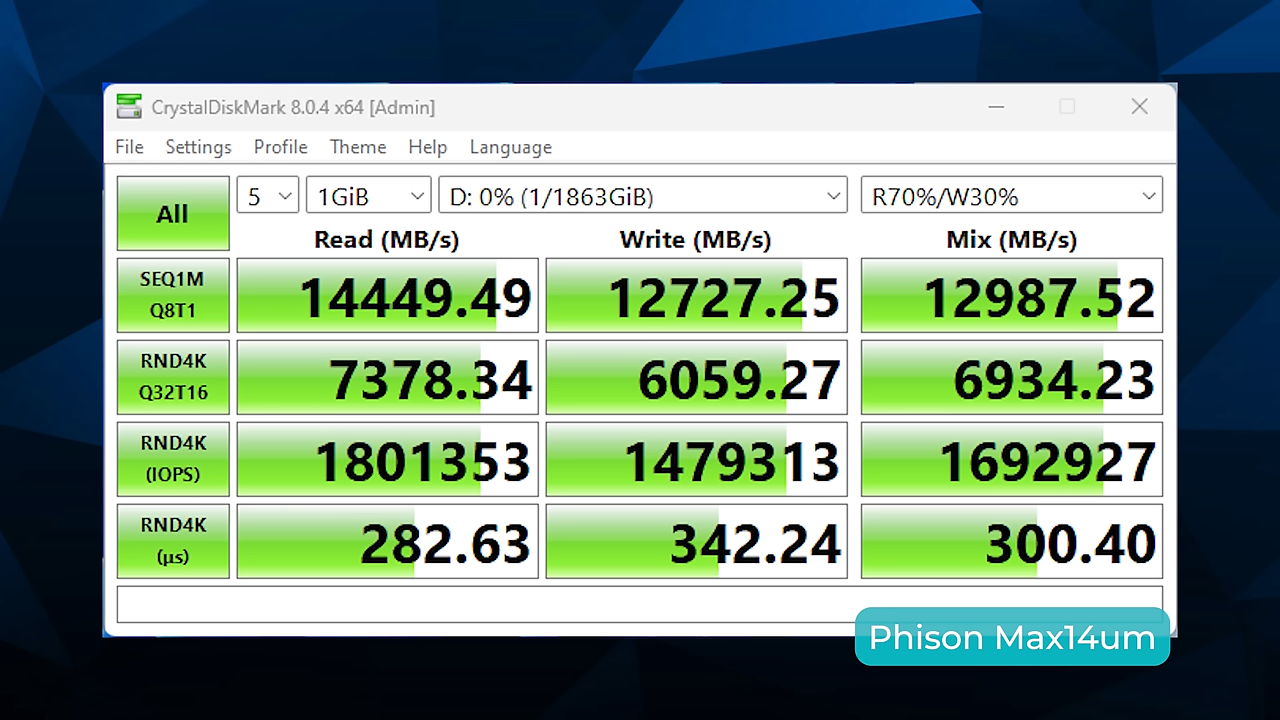 CrystalDiskMark 8.0.4 x64 [Admin]
File Settings Profile Theme Help Language
All 5 1GiB D: 0% (1/1863GiB) R70%/W30%
Read (MB/s) Write (MB/s) Mix (MB/s)
SEQ1M
Q8T1 14449.49 12727.25 12987.52
RND4K
Q32T16 7378.34 6059.27 6934.23
RND4K
(IOPS) 1801353 1479313 1692927
RND4K
(μs) 282.63 342.24 300.40
Phison Max14um